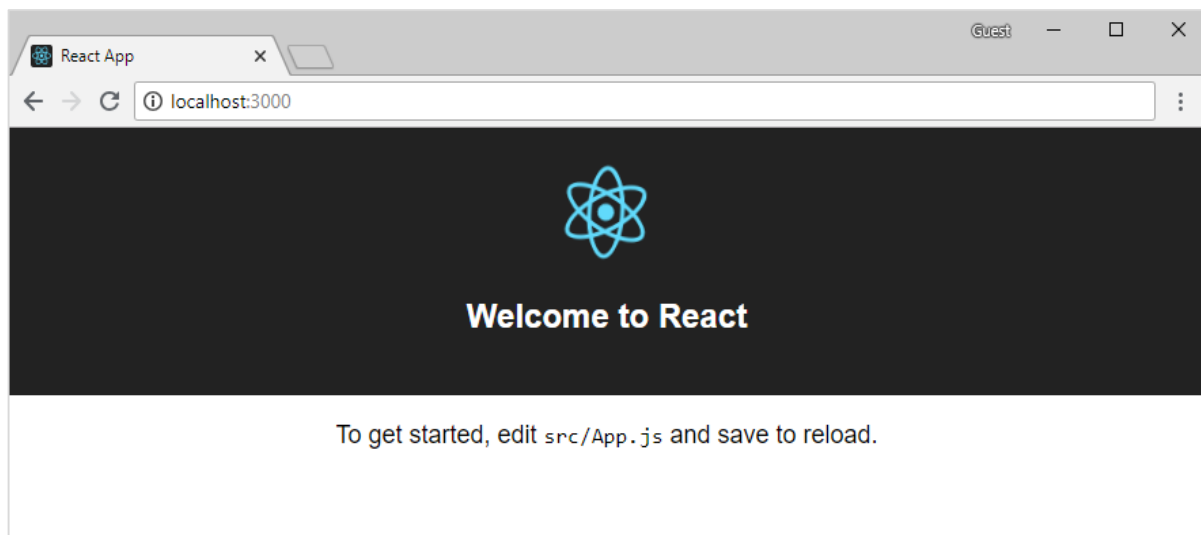 Guest
React App
localhost:3000
Welcome to React
To get started, edit src/App.js and save to reload.